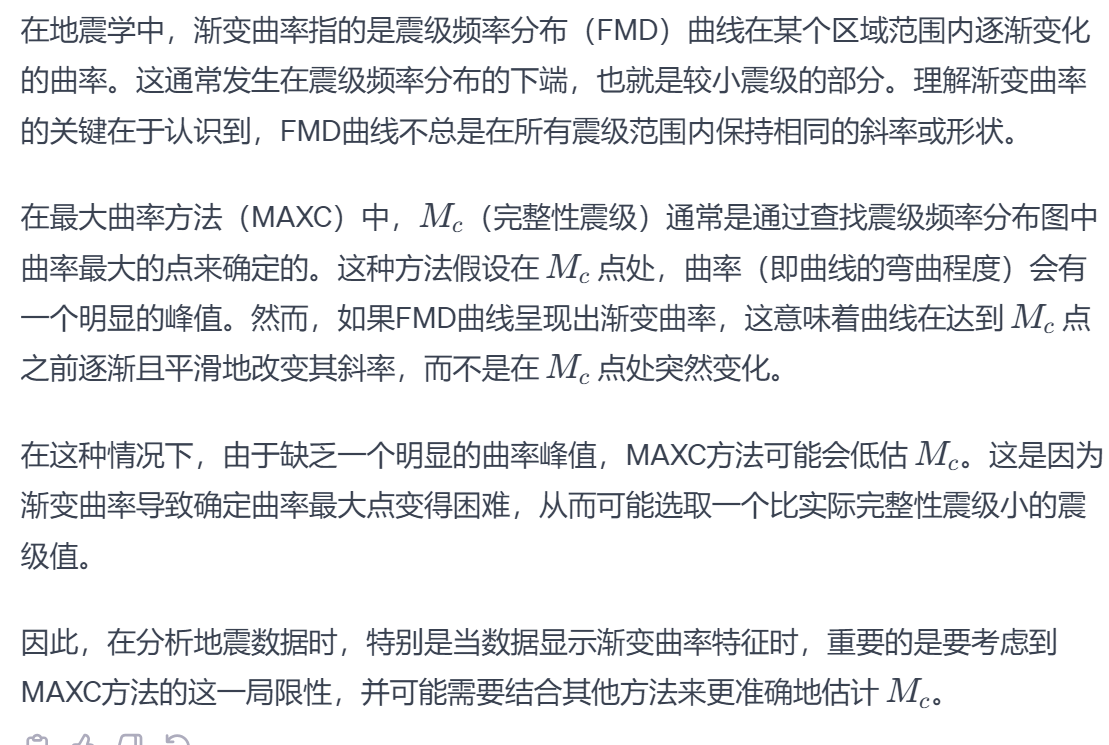 在地震学中，渐变曲率指的是震级频率分布（FMD）曲线在某个区域范围内逐渐变化
的曲率。这通常发生在震级频率分布的下端，也就是较小震级的部分。理解渐变曲率
的关键在于认识到，FMD曲线不总是在所有震级范围内保持相同的斜率或形状。
在最大曲率方法（MAXC）中，Mc（完整性震级）通常是通过查找震级频率分布图中
曲率最大的点来确定的。这种方法假设在 Mc 点处，曲率（即曲线的弯曲程度）会有
一个明显的峰值。然而，如果FMD曲线呈现出渐变曲率，这意味着曲线在达到 Mc 点
之前逐渐且平滑地改变其斜率，而不是在 Mc 点处突然变化。
在这种情况下，由于缺乏一个明显的曲率峰值，MAXC方法可能会低估 Mc。这是因为
渐变曲率导致确定曲率最大点变得困难，从而可能选取一个比实际完整性震级小的震
级值。
因此，在分析地震数据时，特别是当数据显示渐变曲率特征时，重要的是要考虑到
MAXC方法的这一局限性，并可能需要结合其他方法来更准确地估计 Mc。